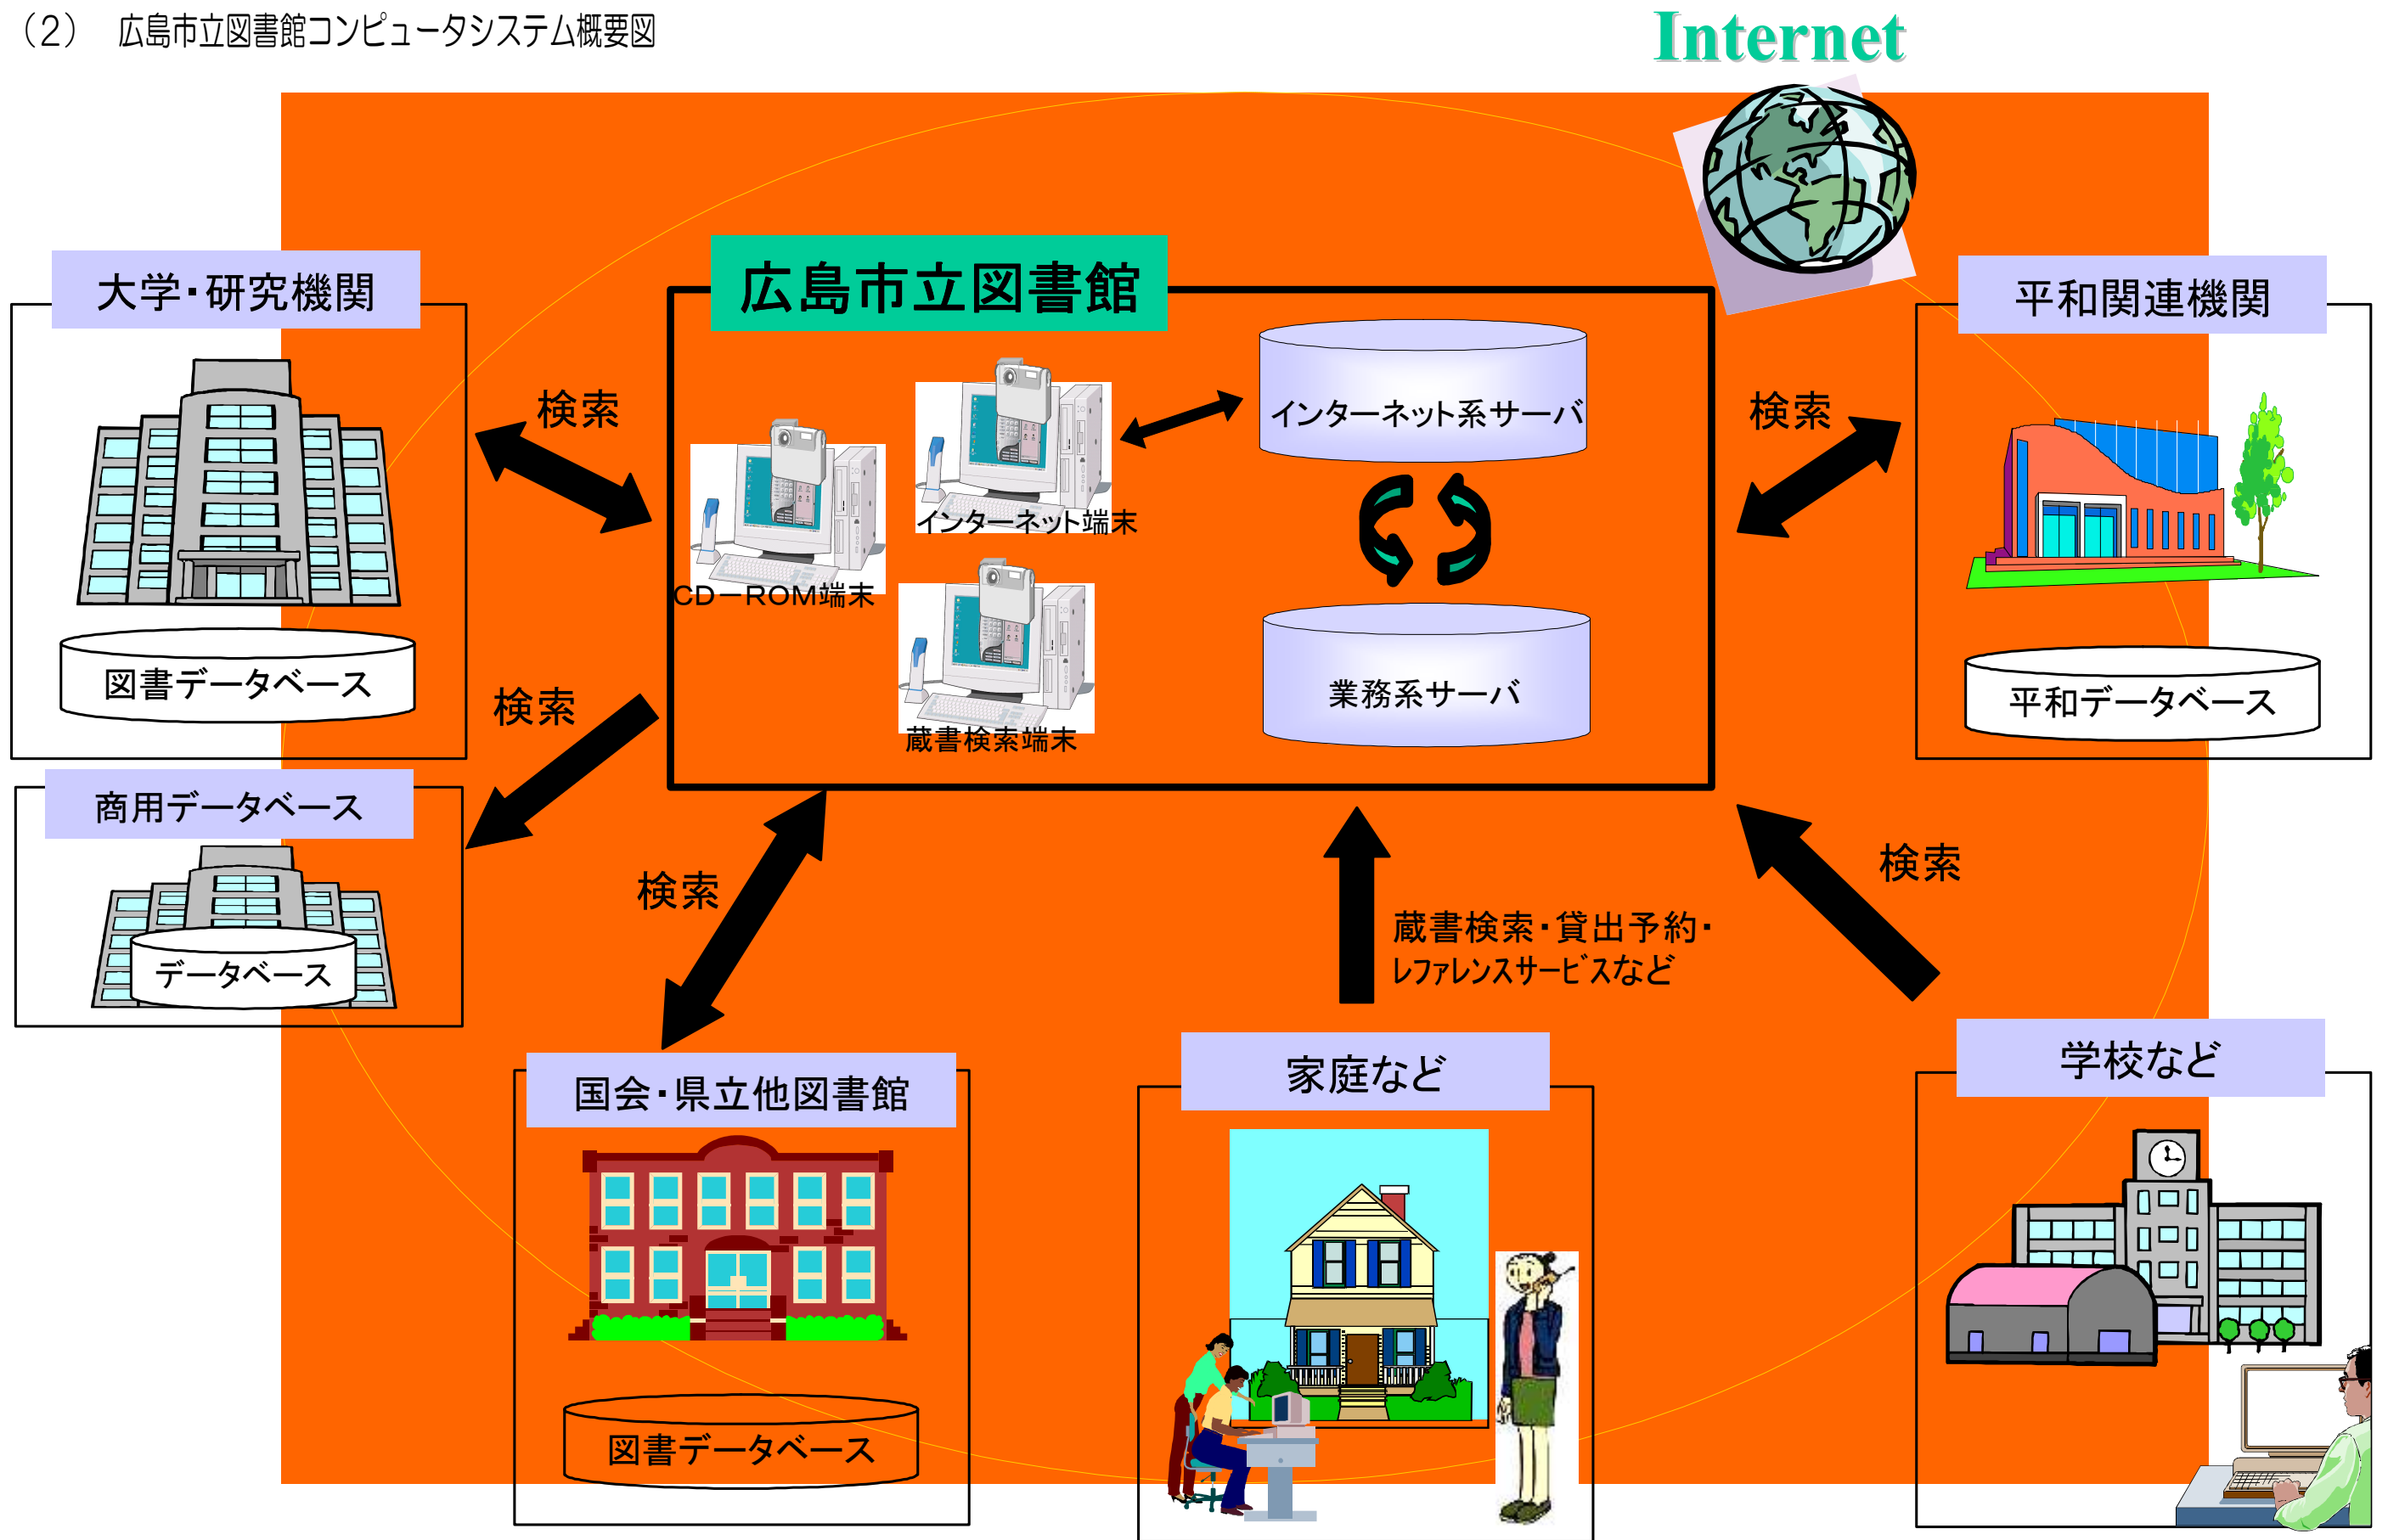 （2）　広島市立図書館コンピュータシステム概要図
Internet
大学・研究機関
広島市立図書館
平和関連機関
検索
インターネット系サーバ
検索
インターネット端末
CD－ROM端末
図書データベース
検索
蔵書検索端末
業務系サーバ
平和データベース
商用データベース
データベース
検索
蔵書検索・貸出予約・
ﾚﾌｧﾚﾝｽｻｰﾋﾞｽなど
検索
国会・県立他図書館
家庭など
学校など
図書データベース